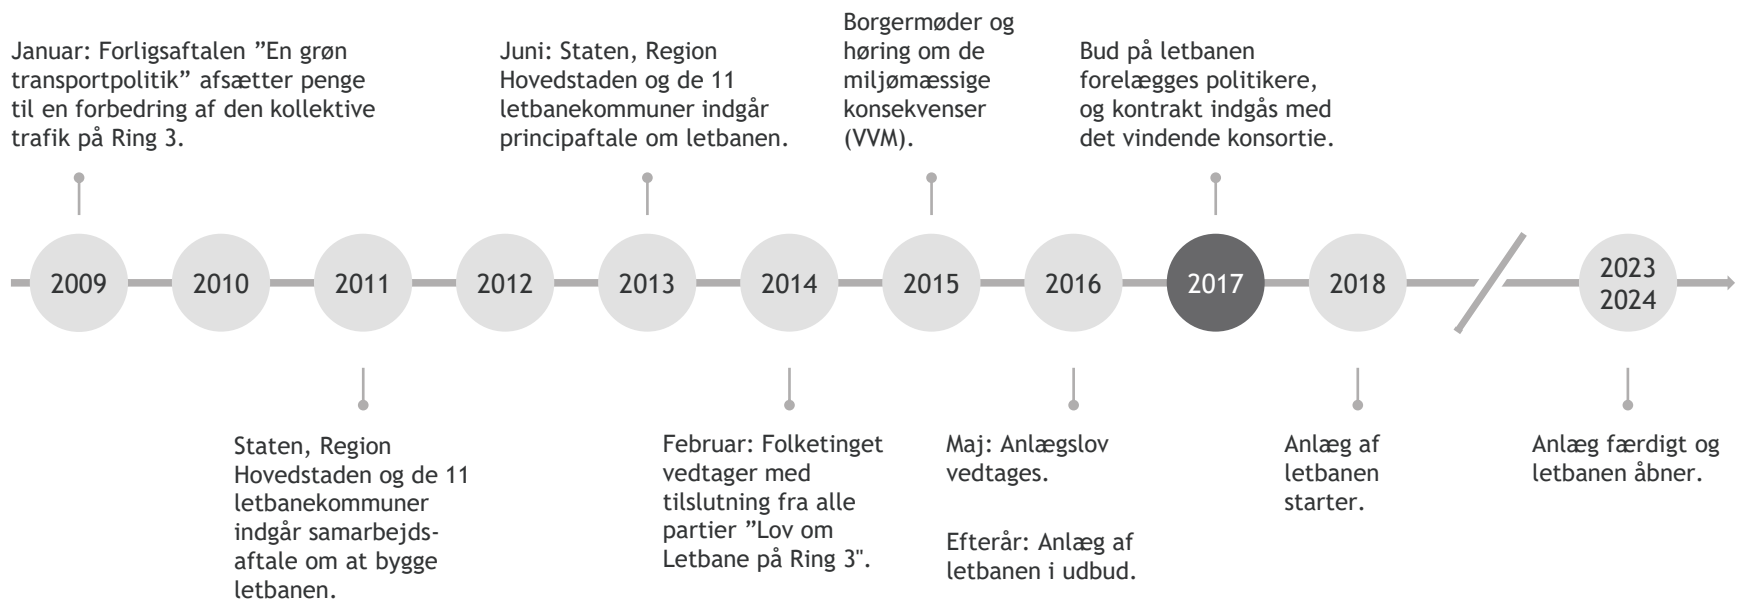 Januar: Forligsaftalen ”En grøn
transportpolitik” afsætter penge
til en forbedring af den kollektive
trafik på Ring 3.
Juni: Staten, Region
Hovedstaden og de 11
letbanekommuner indgår
principaftale om letbanen.
Borgermøder og
høring om de
miljømæssige
konsekvenser
(VVM).
Bud på letbanen
forelægges politikere,
og kontrakt indgås med
det vindende konsortie.
2009
2010
2011
2012
2013
2014
2015
2016
2017
2018
2023
2024
Staten, Region
Hovedstaden og de 11
letbanekommuner
indgår samarbejds-
aftale om at bygge
letbanen.
Februar: Folketinget
vedtager med
tilslutning fra alle
partier ”Lov om
Letbane på Ring 3".
Maj: Anlægslov
vedtages.
Efterår: Anlæg af
letbanen i udbud.
Anlæg af
letbanen
starter.
Anlæg færdigt og
letbanen åbner.